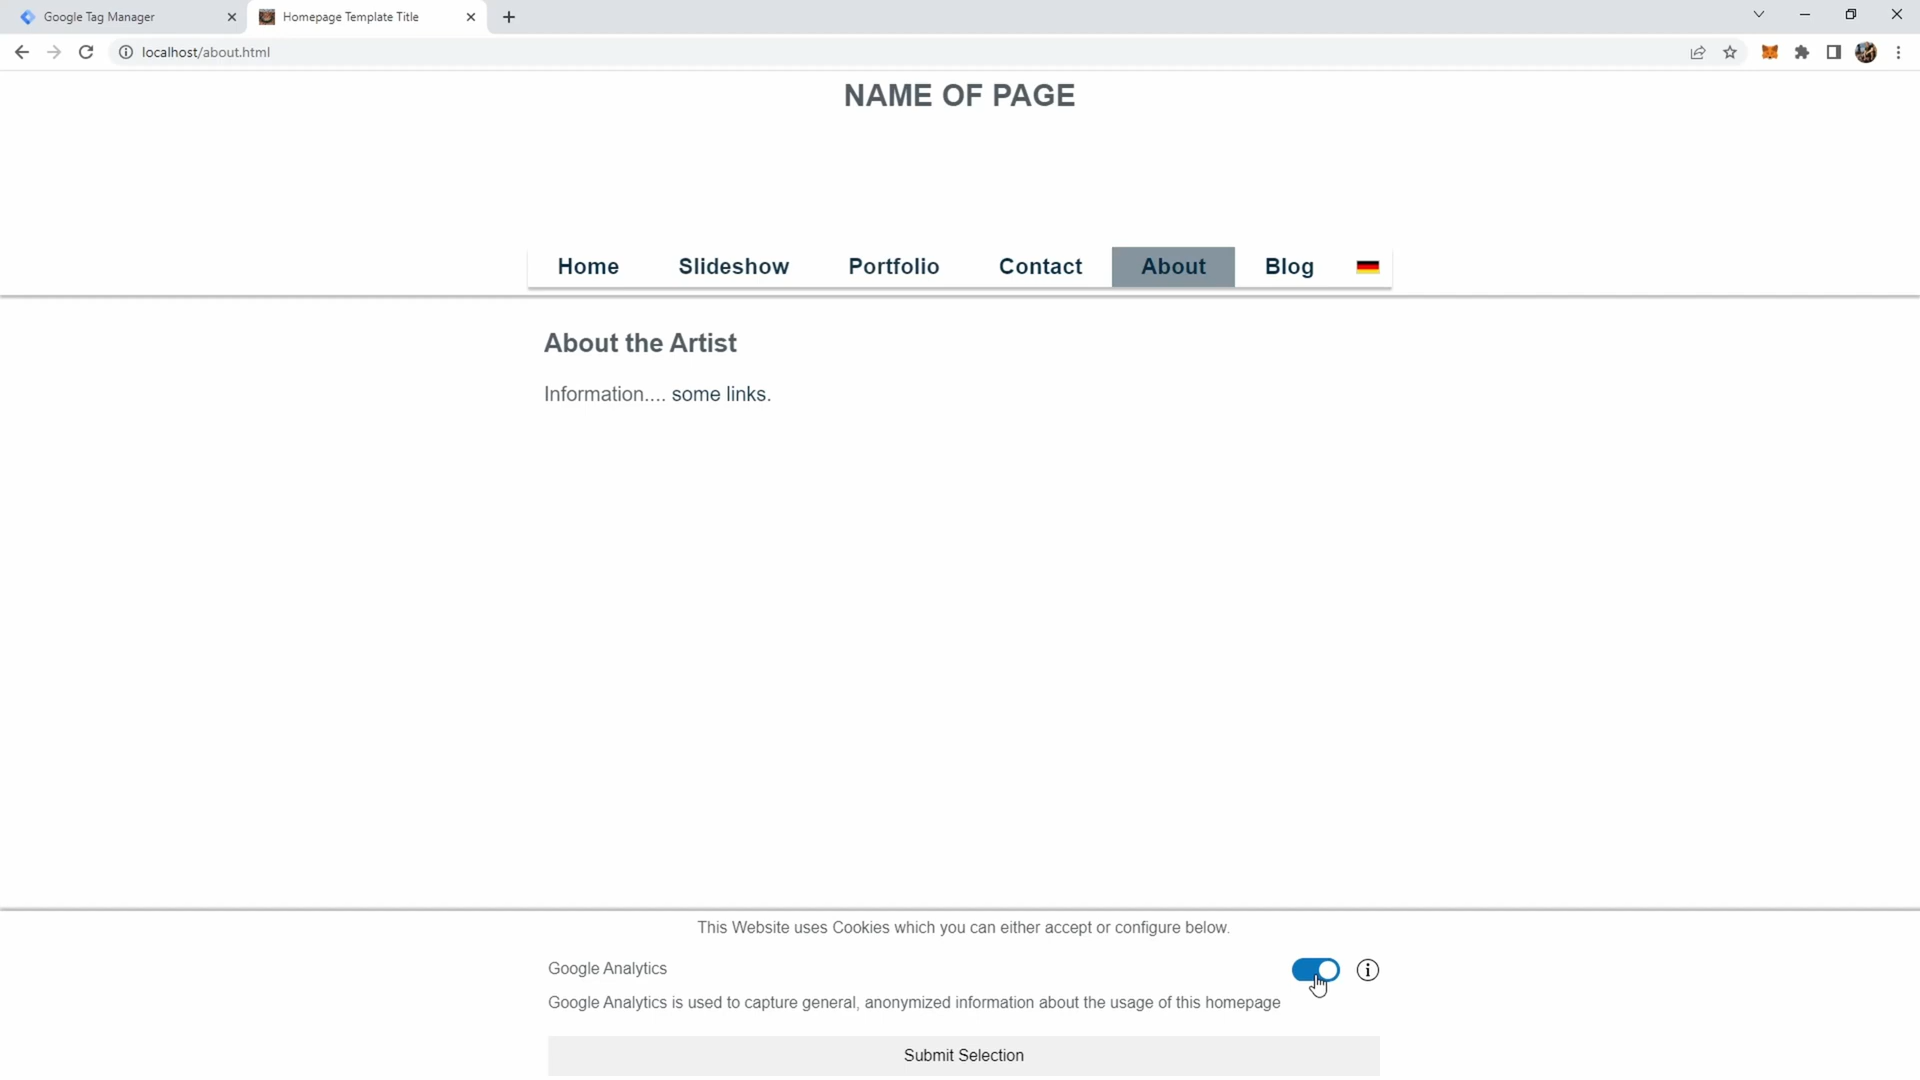 Google Tag Manager
Homepage Template Title
localhost/about.html
NAME OF PAGE
Home Slideshow Portfolio Contact About Blog
About the Artist
Information.... some links.
This Website uses Cookies which you can either accept or configure below.
Google Analytics
Google Analytics is used to capture general, anonymized information about the usage of this homepage
Submit Selection